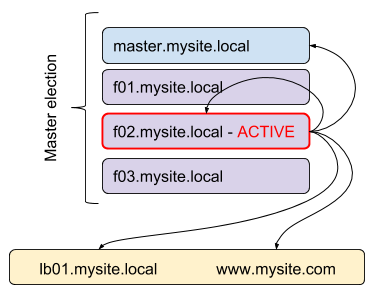 Master election
master.mysite.local
f01.mysite.local
f02.mysite.local - ACTIVE
f03.mysite.local
lb01.mysite.local www.mysite.com